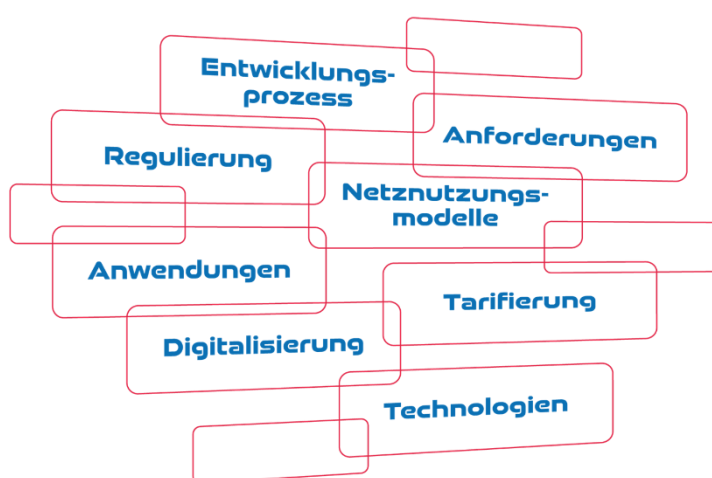 Entwicklungs-
prozess
Anforderungen
Regulierung
Netznutzungs-
modelle
Anwendungen
Tarifierung
Digitalisierung
Technologien